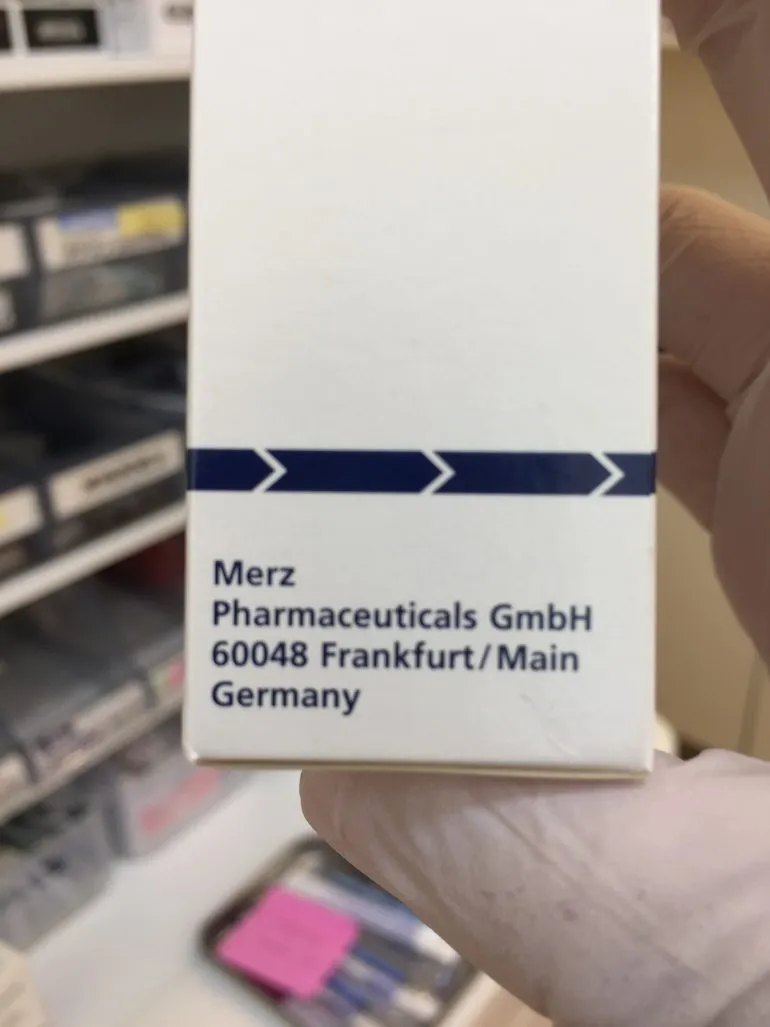 Merz
Pharmaceuticals GmbH
60048 Frankfurt/Main
Germany